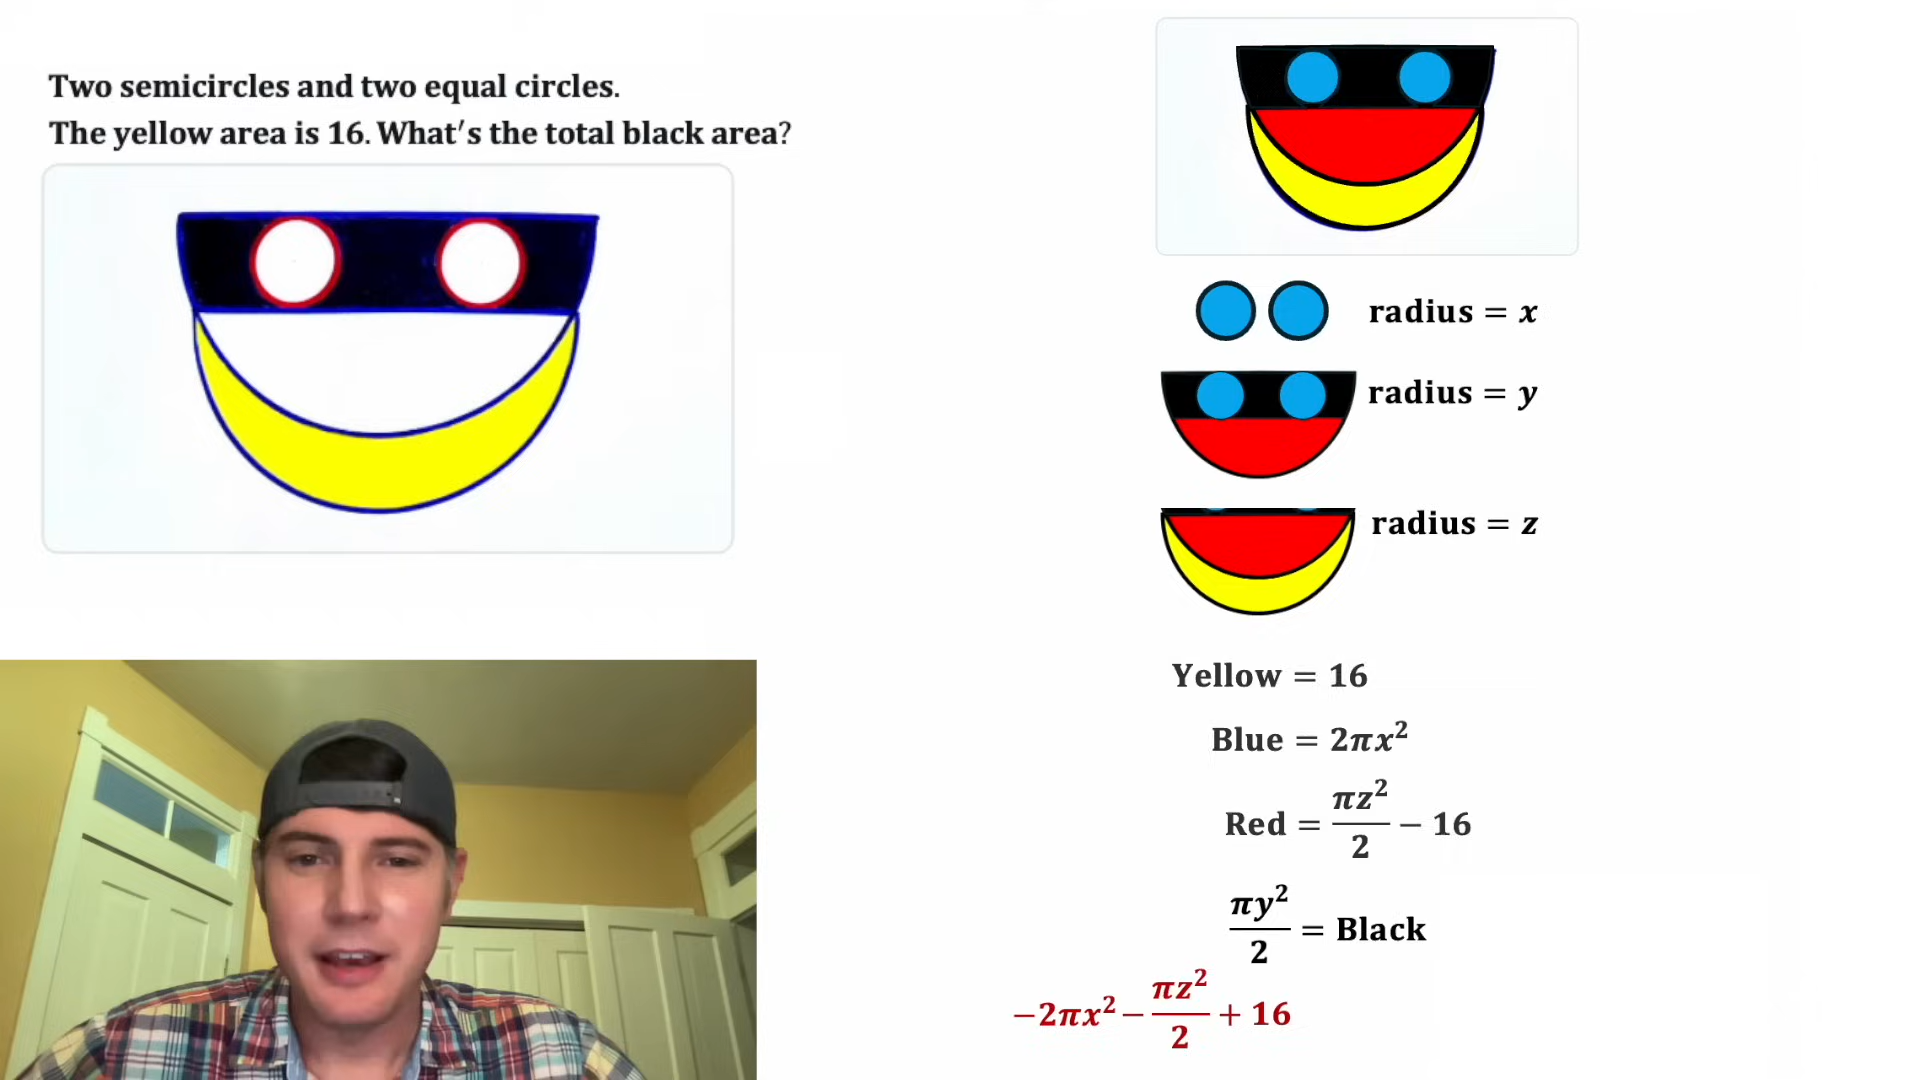 Two semicircles and two equal circles.
The yellow area is 16. What's the total black area?
radius = x
radius = y
radius = z
Yellow = 16
Blue = 2πx²
Red = πz²/2 − 16
πy²/2 = Black
−2πx² − πz²/2 + 16